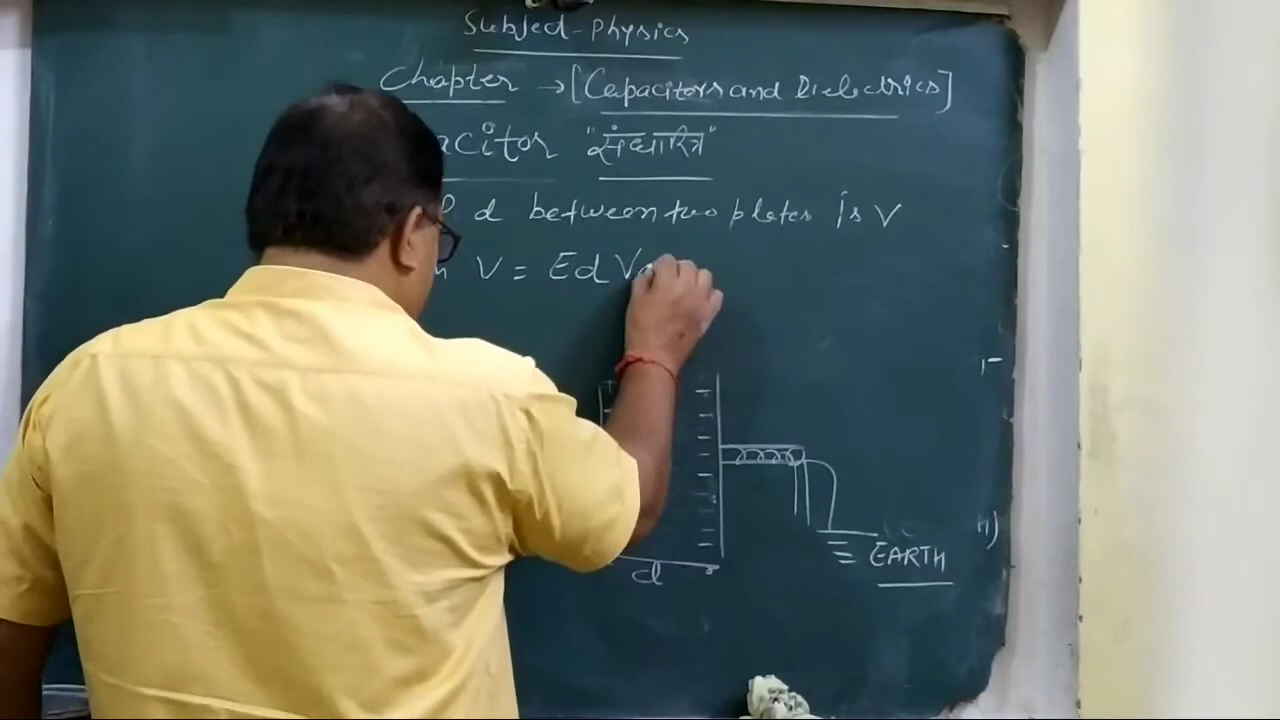 Subject-Physics
Chapter → [Capacitors and Dielectrics]
acitor "संधारित्र"
d between two plates is V
V = Ed V
d
EARTH